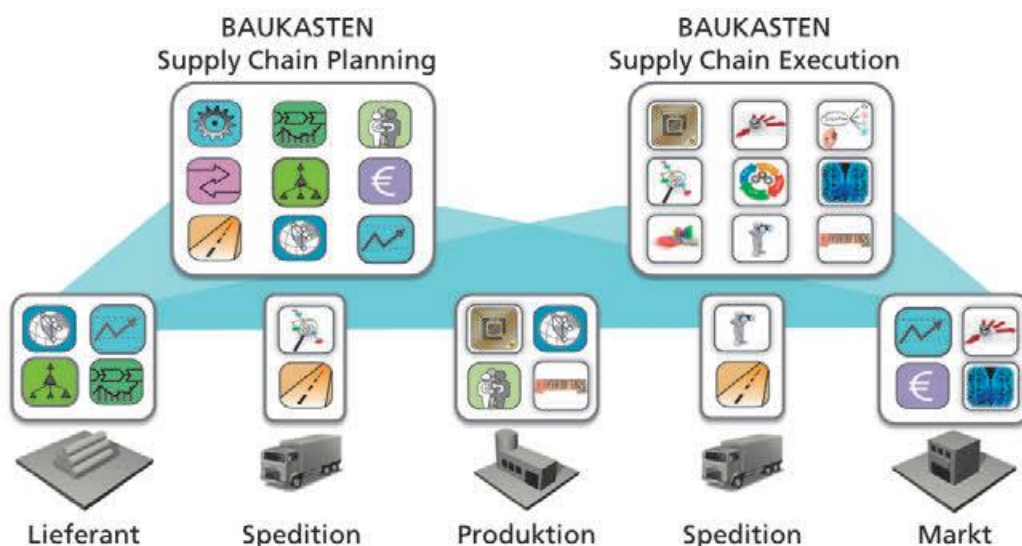 BAUKASTEN
Supply Chain Planning
BAUKASTEN
Supply Chain Execution
€
€
Lieferant
Spedition
Produktion
Spedition
Markt